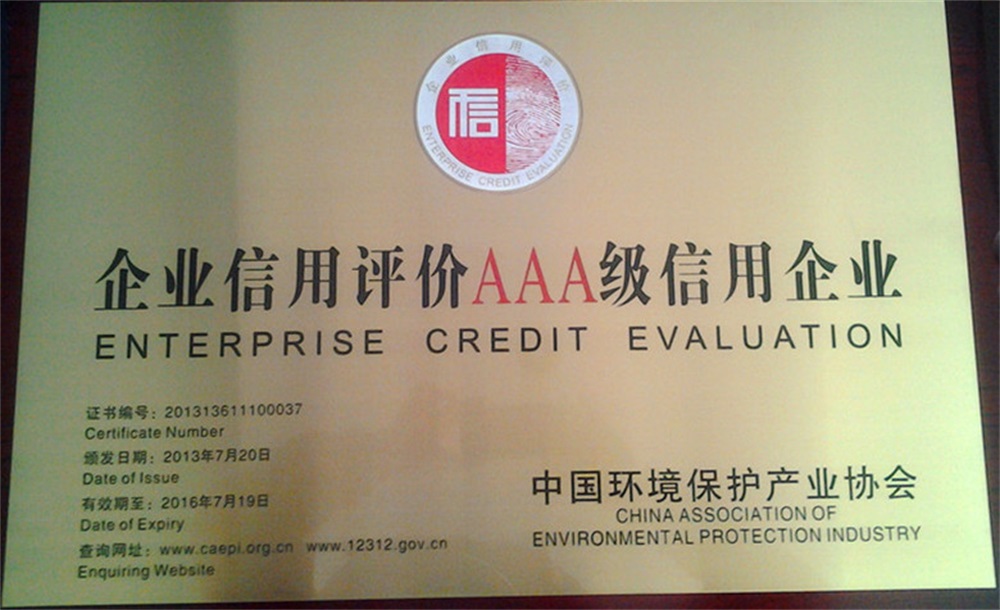 企业信用评价
信
ENTERPRISE CREDIT EVALUATION
企业信用评价AAA级信用企业
ENTERPRISE CREDIT EVALUATION
证书编号：201313611100037
Certificate Number
颁发日期：2013年7月20日
Date of Issue
有效期至：2016年7月19日
Date of Expiry
查询网址：www.caepi.org.cn www.12312.gov.cn
Enquiring Website
中国环境保护产业协会
CHINA ASSOCIATION OF
ENVIRONMENTAL PROTECTION INDUSTRY